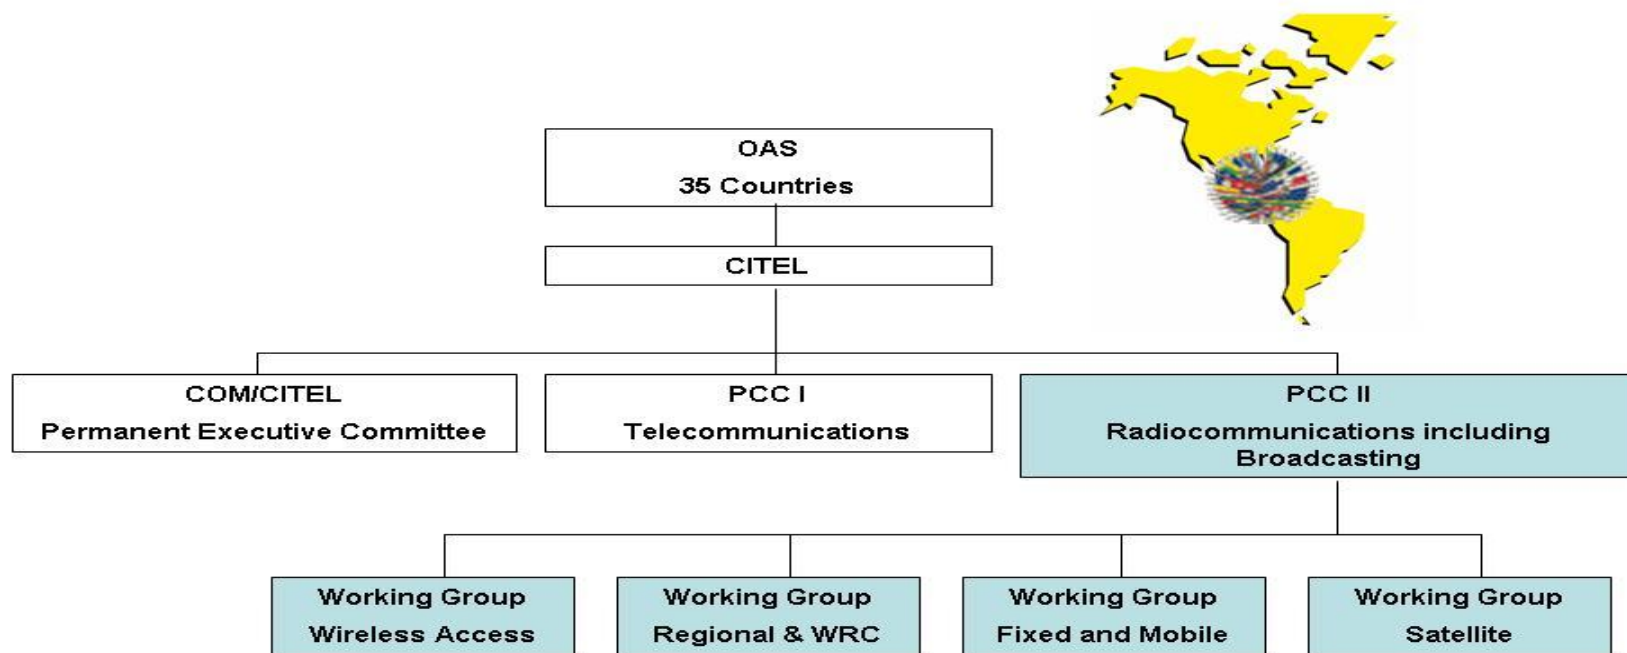 OAS
35 Countries
CITEL
COM/CITEL
Permanent Executive Committee
PCC I
Telecommunications
PCC II
Radiocommunications including
Broadcasting
Working Group
Wireless Access
Working Group
Regional & WRC
Working Group
Fixed and Mobile
Working Group
Satellite